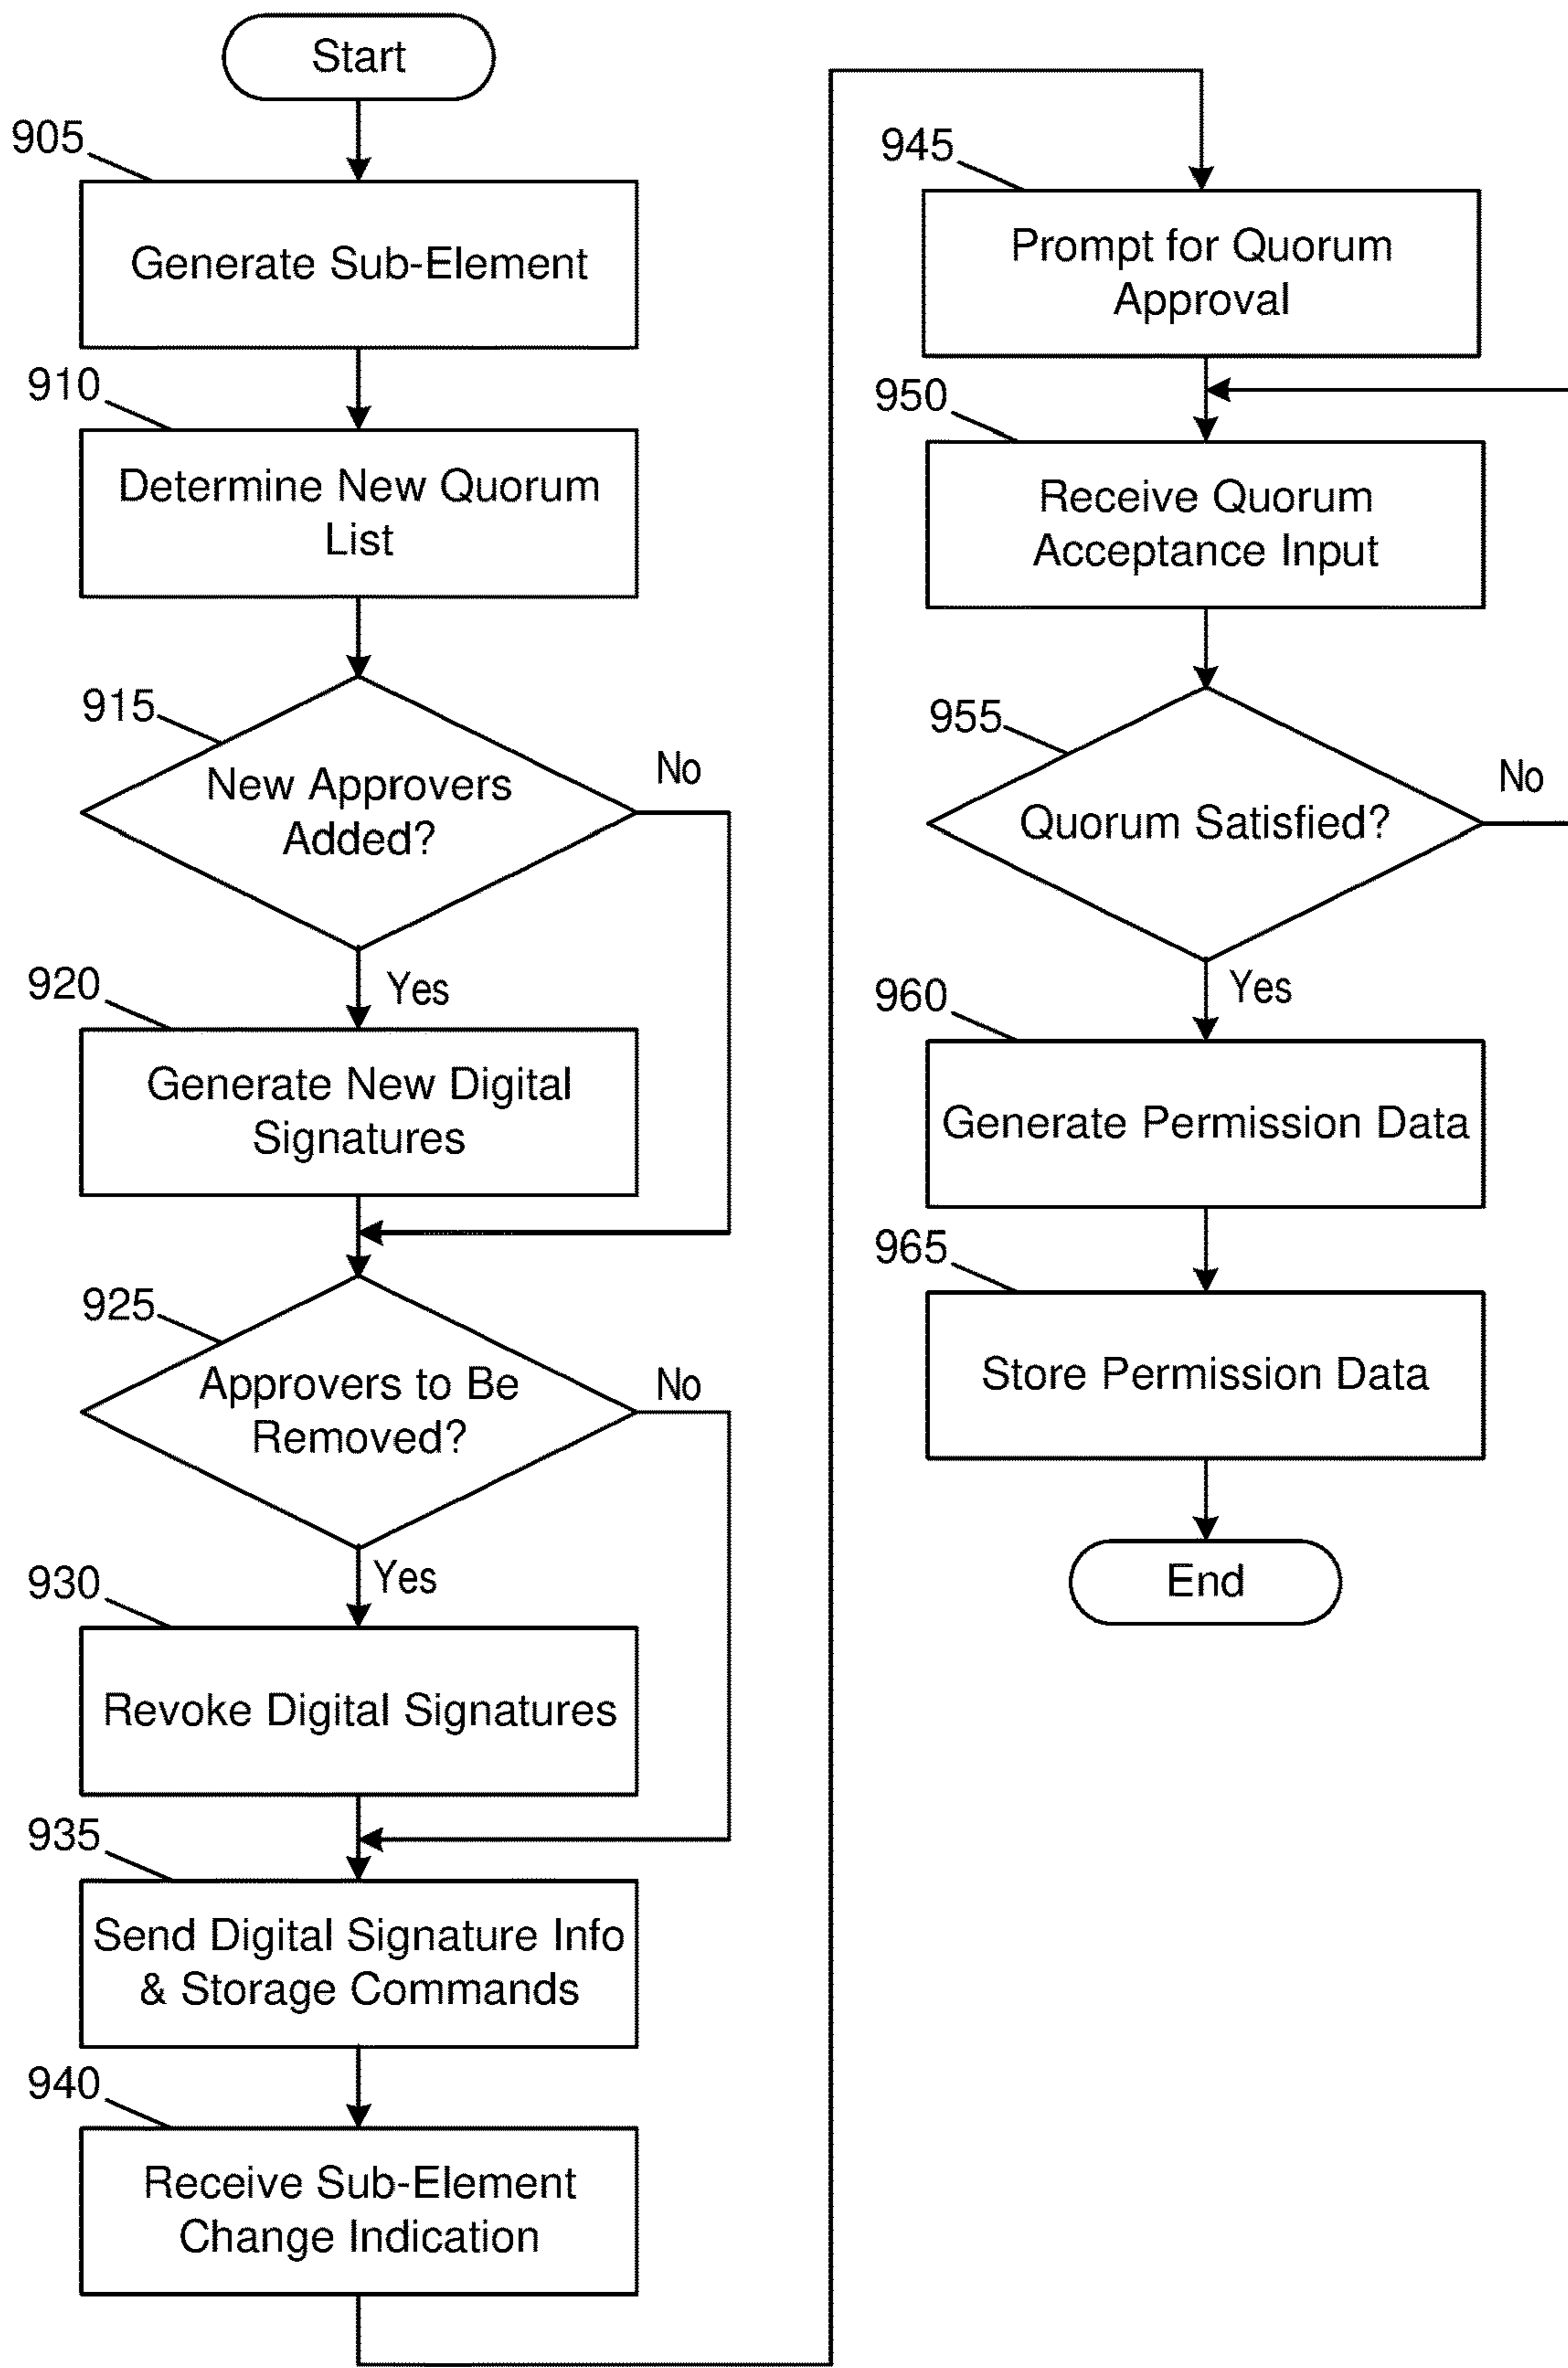 Start
905
Generate Sub-Element
910
Determine New Quorum
List
915
New Approvers
Added?
No
Yes
920
Generate New Digital
Signatures
925
Approvers to Be
Removed?
No
Yes
930
Revoke Digital Signatures
935
Send Digital Signature Info
& Storage Commands
940
Receive Sub-Element
Change Indication
945
Prompt for Quorum
Approval
950
Receive Quorum
Acceptance Input
955
Quorum Satisfied?
No
Yes
960
Generate Permission Data
965
Store Permission Data
End